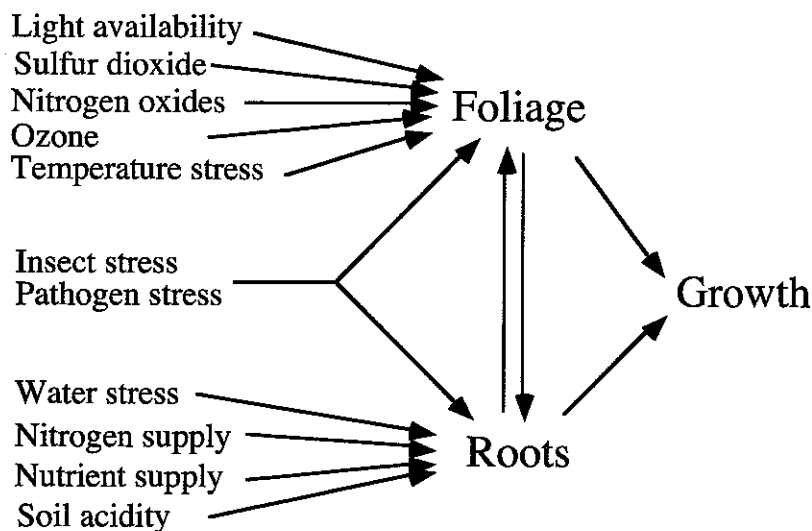 Light availability
Sulfur dioxide
Nitrogen oxides
Ozone
Temperature stress
Foliage
Insect stress
Pathogen stress
Growth
Water stress
Nitrogen supply
Nutrient supply
Soil acidity
Roots